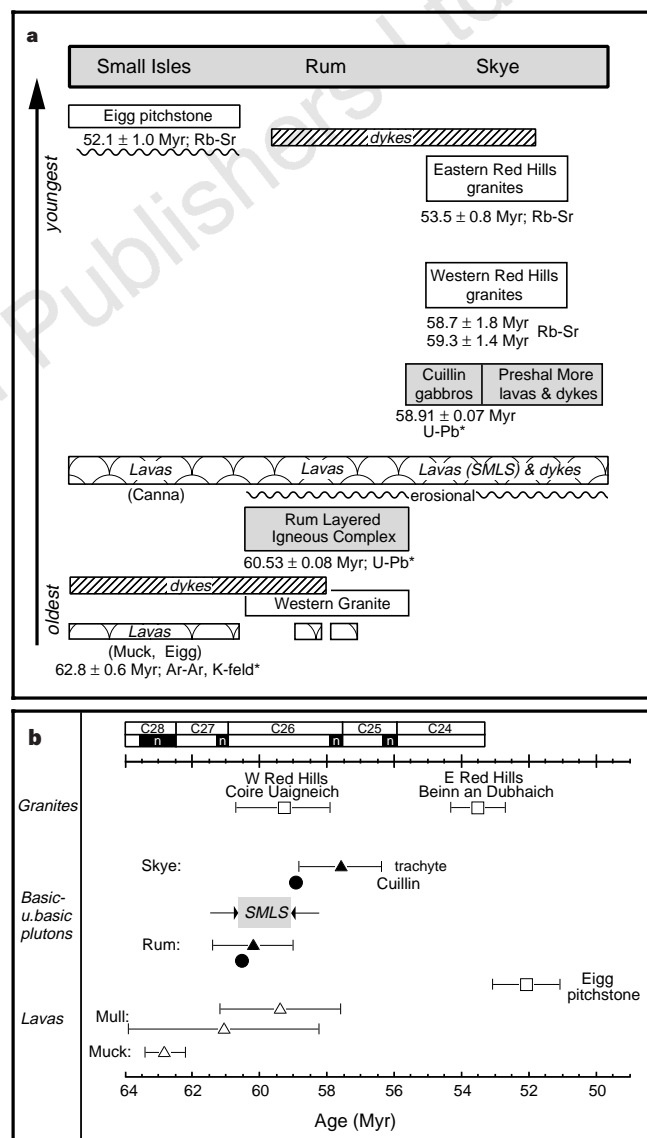 Publishers Ltd
a
Small Isles Rum Skye
youngest
oldest
Eigg pitchstone
52.1 ± 1.0 Myr; Rb-Sr
dykes
Eastern Red Hills
granites
53.5 ± 0.8 Myr; Rb-Sr
Western Red Hills
granites
58.7 ± 1.8 Myr
59.3 ± 1.4 Myr
Rb-Sr
Cuillin
gabbros
Preshal More
lavas & dykes
58.91 ± 0.07 Myr
U-Pb*
Lavas Lavas Lavas (SMLS) & dykes
(Canna)
erosional
Rum Layered
Igneous Complex
60.53 ± 0.08 Myr; U-Pb*
dykes
Western Granite
Lavas
(Muck, Eigg)
62.8 ± 0.6 Myr; Ar-Ar, K-feld*
b
C28 C27 C26 C25 C24
n n n n
Granites
W Red Hills
Coire Uaigneich
E Red Hills
Beinn an Dubhaich
Basic-
u.basic
plutons
Skye:
trachyte
Cuillin
SMLS
Rum:
Eigg
pitchstone
Lavas
Mull:
Muck:
64 62 60 58 56 54 52 50
Age (Myr)